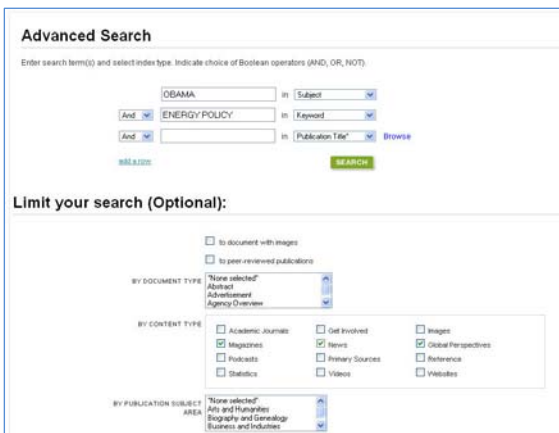 Advanced Search
Enter search term(s) and select index type. Indicate choice of Boolean operators (AND, OR, NOT).
OBAMA in Subject
And ENERGY POLICY in Keyword
And in Publication Title* Browse
add a row SEARCH
Limit your search (Optional):
to document with images
to peer-reviewed publications
BY DOCUMENT TYPE "None selected"
Abstract
Advertisement
Agency Overview
BY CONTENT TYPE
Academic Journals Get Involved Images
Magazines News Global Perspectives
Podcasts Primary Sources Reference
Statistics Videos Websites
BY PUBLICATION SUBJECT AREA "None selected"
Arts and Humanities
Biography and Genealogy
Business and Industries